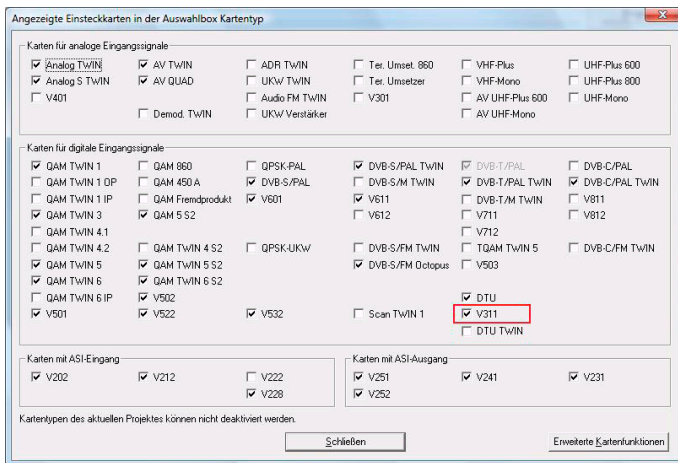 Angezeigte Einsteckkarten in der Auswahlbox Kartentyp
Karten für analoge Eingangssignale
Analog TWIN AV TWIN ADR TWIN Ter. Umset. 860 VHF-Plus UHF-Plus 600
Analog S TWIN AV QUAD UKW TWIN Ter. Umsetzer VHF-Mono UHF-Plus 800
V401 Audio FM TWIN V301 AV UHF-Plus 600 UHF-Mono
Demod. TWIN UKW Verstärker AV UHF-Mono
Karten für digitale Eingangssignale
QAM TWIN 1 QAM 860 QPSK-PAL DVB-S/PAL TWIN DVB-T/PAL DVB-C/PAL
QAM TWIN 1 OP QAM 450 A DVB-S/PAL DVB-S/M TWIN DVB-T/PAL TWIN DVB-C/PAL TWIN
QAM TWIN 1 IP QAM Fremdprodukt V601 V611 DVB-T/M TWIN V811
QAM TWIN 3 QAM 5 S2 V612 V711 V812
QAM TWIN 4.1 V712
QAM TWIN 4.2 QAM TWIN 4 S2 QPSK-UKW DVB-S/FM TWIN TQAM TWIN 5 DVB-C/FM TWIN
QAM TWIN 5 QAM TWIN 5 S2 DVB-S/FM Octopus V503
QAM TWIN 6 QAM TWIN 6 S2
QAM TWIN 6 IP V502 DTU
V501 V522 V532 Scan TWIN 1 V311
DTU TWIN
Karten mit ASI-Eingang Karten mit ASI-Ausgang
V202 V212 V222 V251 V241 V231
V228 V252
Kartentypen des aktuellen Projektes können nicht deaktiviert werden.
Schließen Erweiterte Kartenfunktionen